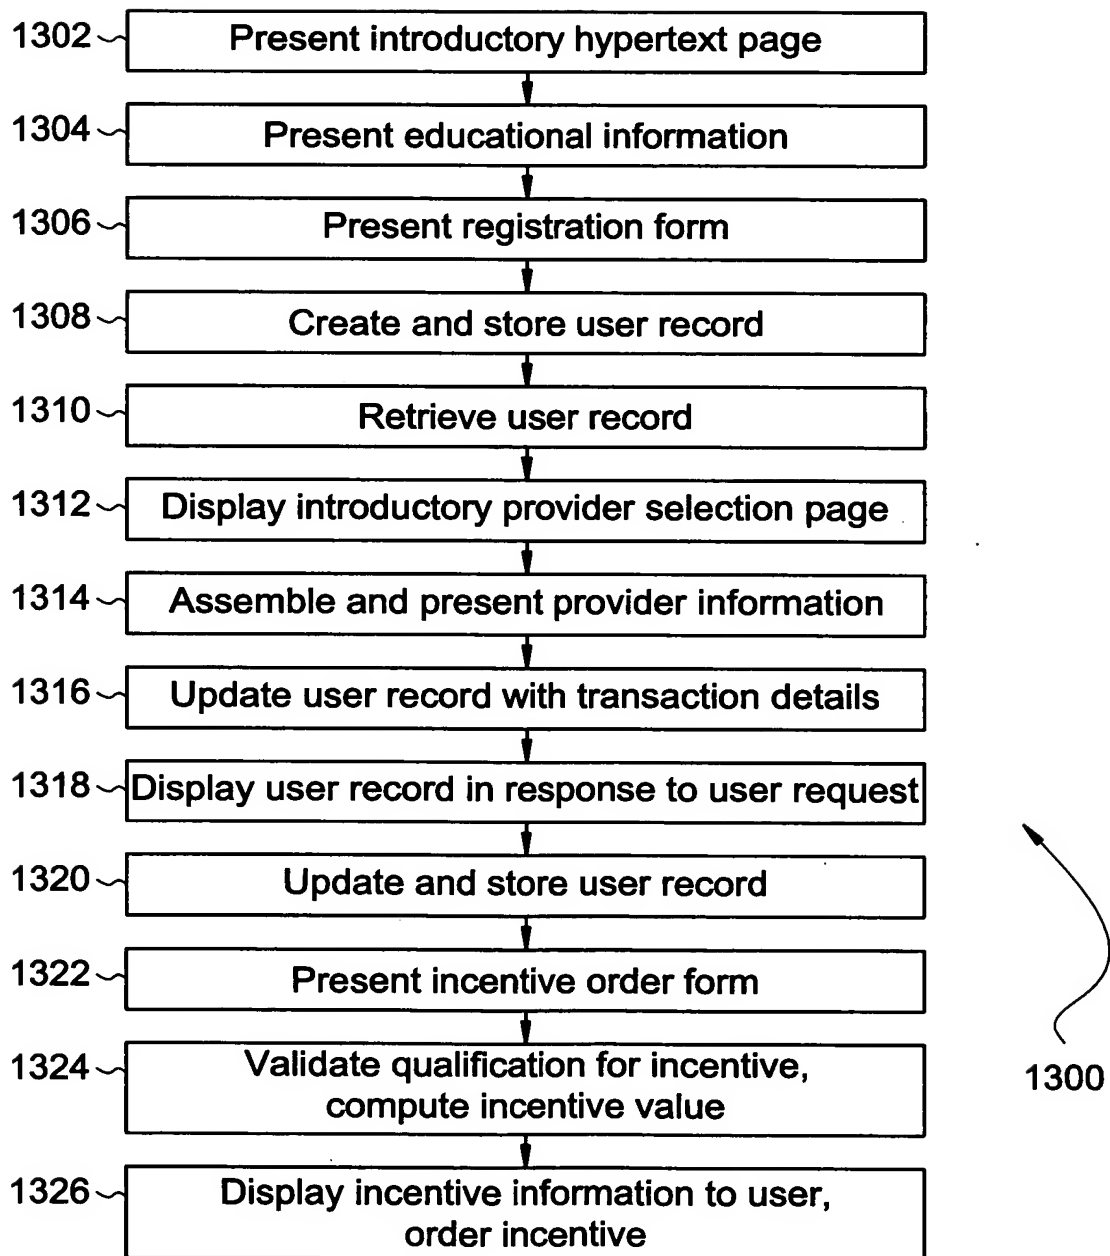 1302 Present introductory hypertext page
1304 Present educational information
1306 Present registration form
1308 Create and store user record
1310 Retrieve user record
1312 Display introductory provider selection page
1314 Assemble and present provider information
1316 Update user record with transaction details
1318 Display user record in response to user request
1320 Update and store user record
1322 Present incentive order form
1324 Validate qualification for incentive,
compute incentive value
1300
1326 Display incentive information to user,
order incentive